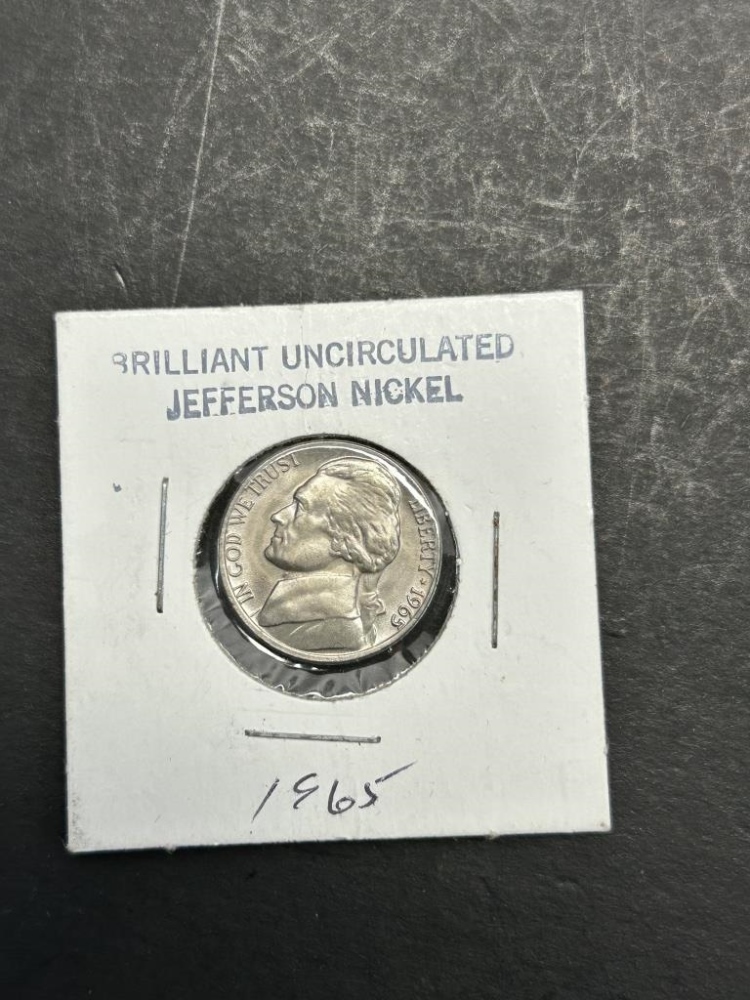 BRILLIANT UNCIRCULATED
JEFFERSON NICKEL
IN GOD WE TRUST
LIBERTY ★ 1965
1965